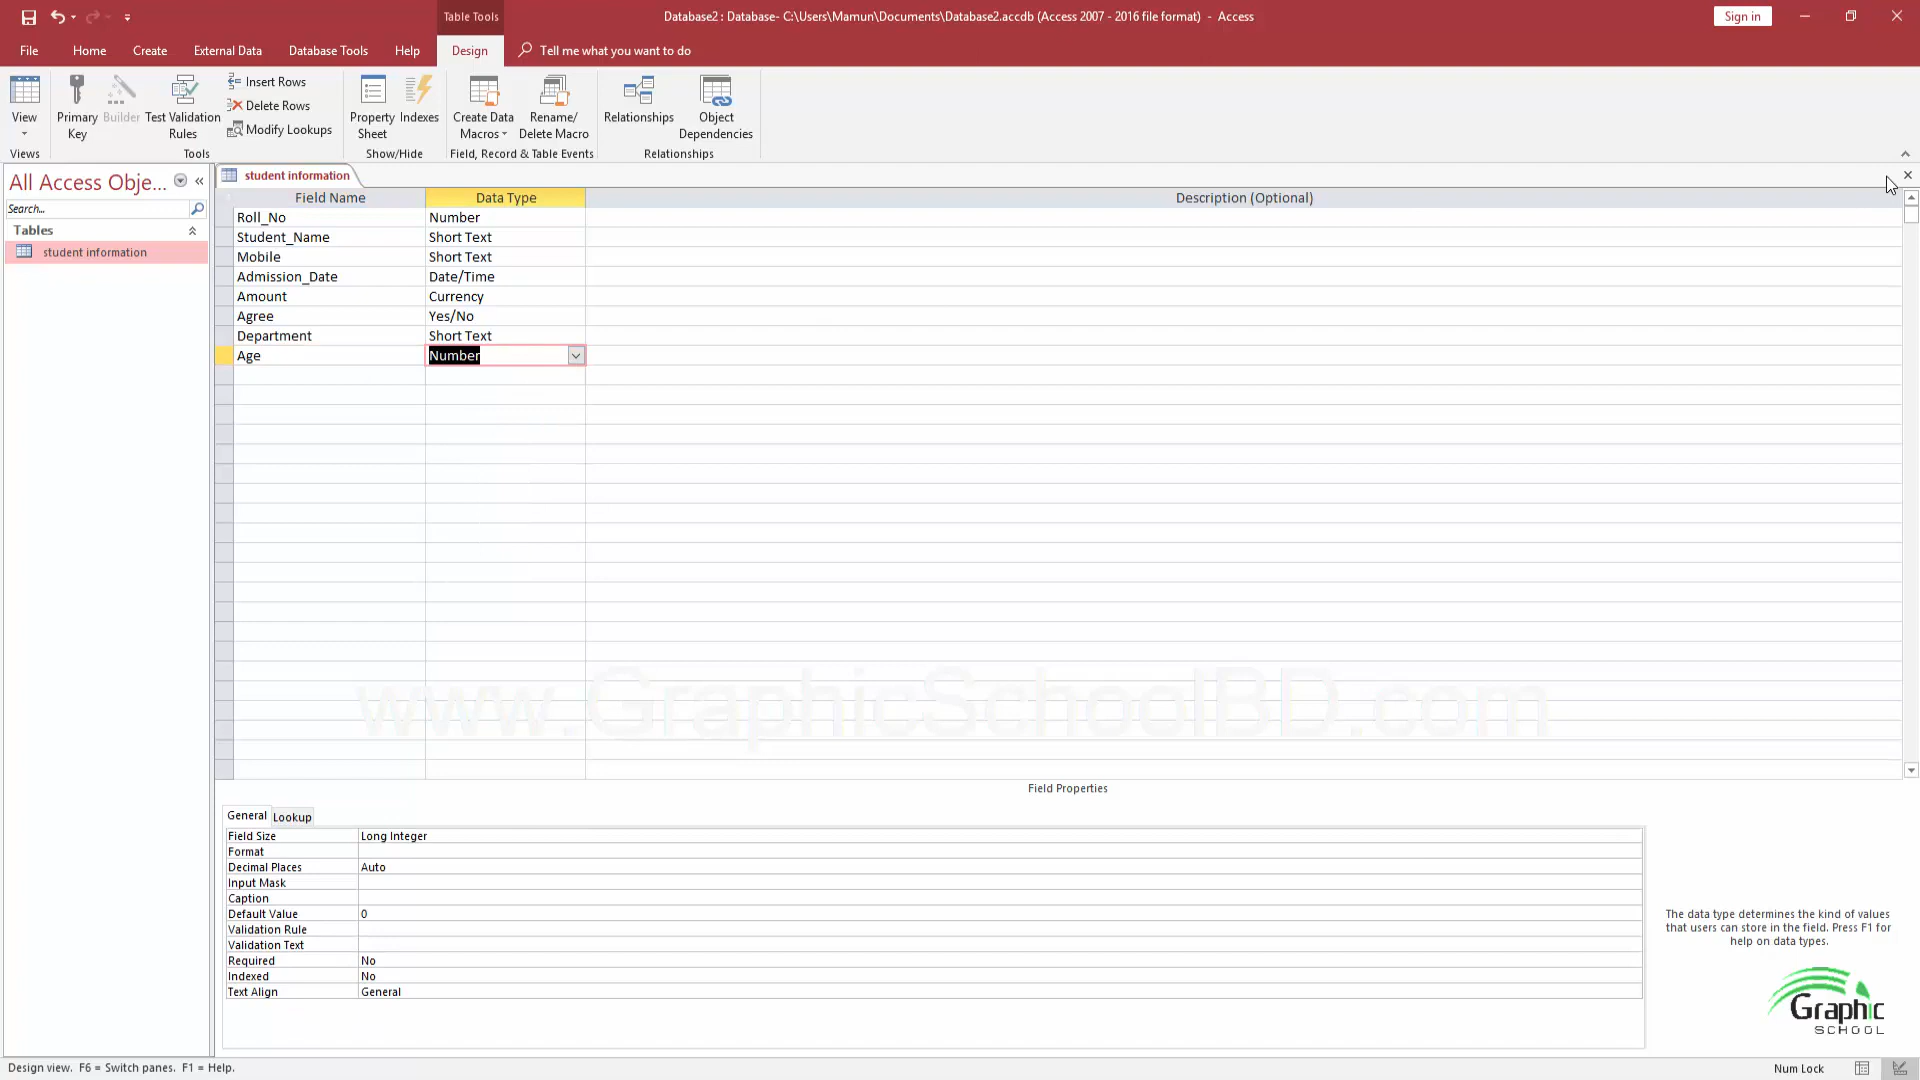 Table Tools
Database2 : Database- C:\Users\Mamun\Documents\Database2.accdb (Access 2007 - 2016 file format) - Access
Sign in
File Home Create External Data Database Tools Help Design Tell me what you want to do
View
Primary Key
Builder
Test Validation Rules
Insert Rows
Delete Rows
Modify Lookups
Property Sheet
Indexes
Create Data Macros
Rename/ Delete Macro
Relationships
Object Dependencies
Views
Tools
Show/Hide
Field, Record & Table Events
Relationships
All Access Obje...
Search...
Tables
student information
student information
Field Name Data Type Description (Optional)
Roll_No Number
Student_Name Short Text
Mobile Short Text
Admission_Date Date/Time
Amount Currency
Agree Yes/No
Department Short Text
Age Number
www.GraphicSchoolBD.com
Field Properties
General Lookup
Field Size Long Integer
Format
Decimal Places Auto
Input Mask
Caption
Default Value 0
Validation Rule
Validation Text
Required No
Indexed No
Text Align General
The data type determines the kind of values
that users can store in the field. Press F1 for
help on data types.
Graphic
SCHOOL
Design view. F6 = Switch panes. F1 = Help.
Num Lock